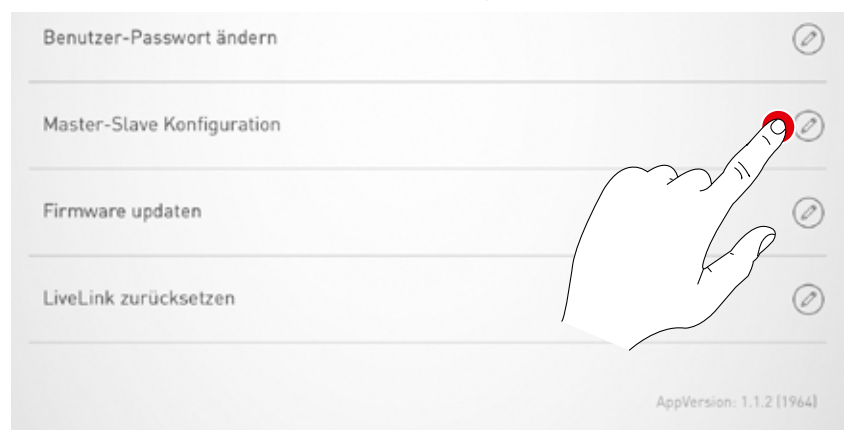 Benutzer-Passwort ändern
Master-Slave Konfiguration
Firmware updaten
LiveLink zurücksetzen
AppVersion: 1.1.2 (1964)